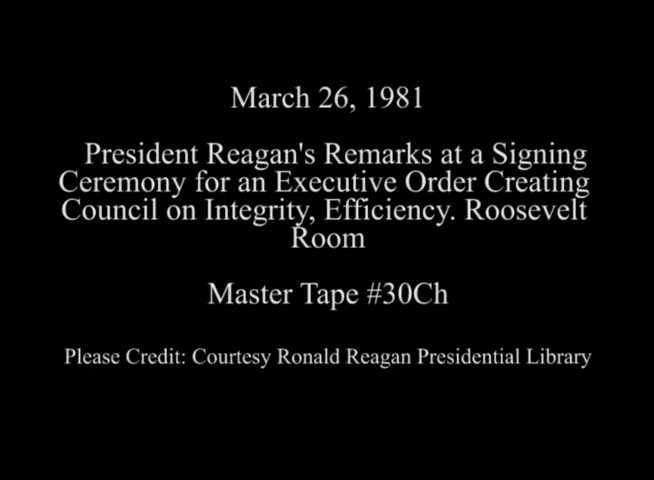 March 26, 1981
President Reagan's Remarks at a Signing
Ceremony for an Executive Order Creating
Council on Integrity, Efficiency. Roosevelt
Room
Master Tape #30Ch
Please Credit: Courtesy Ronald Reagan Presidential Library